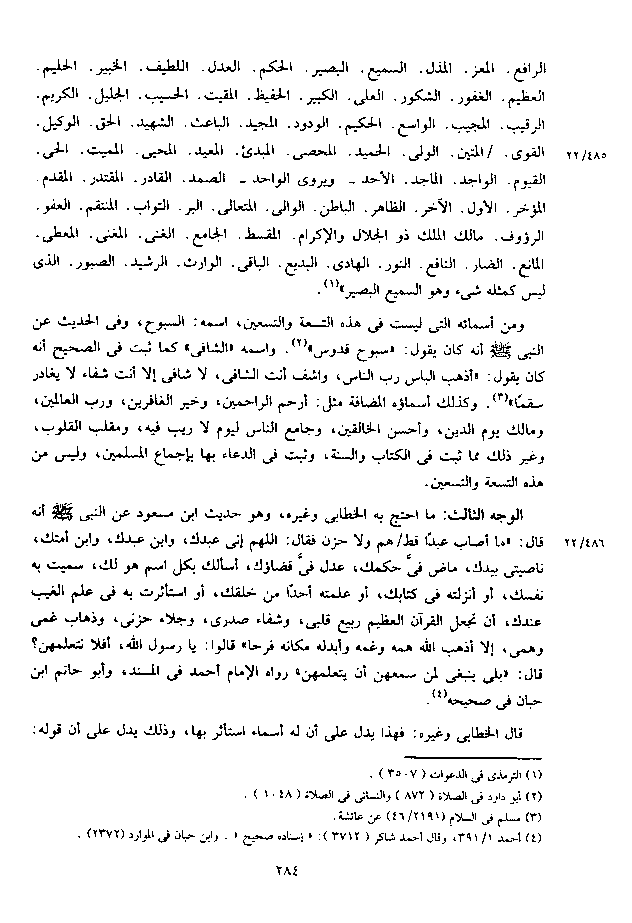 الرافع. المعز. المذل. السميع. البصير. الحكم. العدل. اللطيف. الخبير. الحليم.
العظيم. الغفور. الشكور. العلى. الكبير. الحفيظ. المقيت. الحسيب. الجليل. الكريم.
الرقيب. المجيب. الواسع. الحكيم. الودود. المجيد. الباعث. الشهيد. الحق. الوكيل.
٢٢/٤٨٥ القوى. /المتين. الولى. الحميد. المحصى. المبدئ. المعيد. المحيى. المميت. الحى.
القيوم. الواجد. الماجد. الأحد ـ ويروى الواحد ـ الصمد. القادر. المقتدر. المقدم.
المؤخر. الأول. الآخر. الظاهر. الباطن. الوالى. المتعالى. البر. التواب. المنتقم. العفو.
الرؤوف. مالك الملك ذو الجلال والإكرام. المقسط. الجامع. الغنى. المغنى. المعطى.
المانع. الضار. النافع. النور. الهادى. البديع. الباقى. الوارث. الرشيد. الصبور. الذى
ليس كمثله شىء وهو السميع البصير»(١).
ومن أسمائه التى ليست فى هذه التسعة والتسعين، اسمه: السبوح، وفى الحديث عن
النبى ﷺ أنه كان يقول: «سبوح قدوس»(٢). واسمه «الشافى» كما ثبت فى الصحيح أنه
كان يقول: «أذهب الباس رب الناس، واشف أنت الشافى، لا شافى إلا أنت شفاء لا يغادر
سقمًا»(٣). وكذلك أسماؤه المضافة مثل: أرحم الراحمين، وخير الغافرين، ورب العالمين،
ومالك يوم الدين، وأحسن الخالقين، وجامع الناس ليوم لا ريب فيه، ومقلب القلوب،
وغير ذلك مما ثبت فى الكتاب والسنة، وثبت فى الدعاء بها بإجماع المسلمين، وليس من
هذه التسعة والتسعين.
الوجه الثالث: ما احتج به الخطابى وغيره، وهو حديث ابن مسعود عن النبى ﷺ أنه
٢٢/٤٨٦ قال: «ما أصاب عبدًا قط/هم ولا حزن فقال: اللهم إنى عبدك، وابن عبدك، وابن أمتك،
ناصيتى بيدك، ماض فىَّ حكمك، عدل فىَّ قضاؤك، أسألك بكل اسم هو لك، سميت به
نفسك، أو أنزلته فى كتابك، أو علمته أحدًا من خلقك، أو استأثرت به فى علم الغيب
عندك، أن تجعل القرآن العظيم ربيع قلبى، وشفاء صدرى، وجلاء حزنى، وذهاب غمى
وهمى، إلا أذهب الله همه وغمه وأبدله مكانه فرحا» قالوا: يا رسول الله، أفلا نتعلمهن؟
قال: «بلى ينبغى لمن سمعهن أن يتعلمهن» رواه الإمام أحمد فى المسند، وأبو حاتم ابن
حبان فى صحيحه(٤).
قال الخطابى وغيره: فهذا يدل على أن له أسماء استأثر بها، وذلك يدل على أن قوله:
(١) الترمذى فى الدعوات ( ٣٥٠٧ ) .
(٢) أبو داود فى الصلاة ( ٨٧٢ ) والنسائى فى الصلاة ( ١٠٤٨ ) .
(٣) مسلم فى السلام (٤٦/٢١٩١) عن عائشة.
(٤) أحمد ٣٩١/١، وقال أحمد شاكر ( ٣٧١٢ ): « إسناده صحيح » . وابن حبان فى الموارد (٢٣٧٢) .
٢٨٤